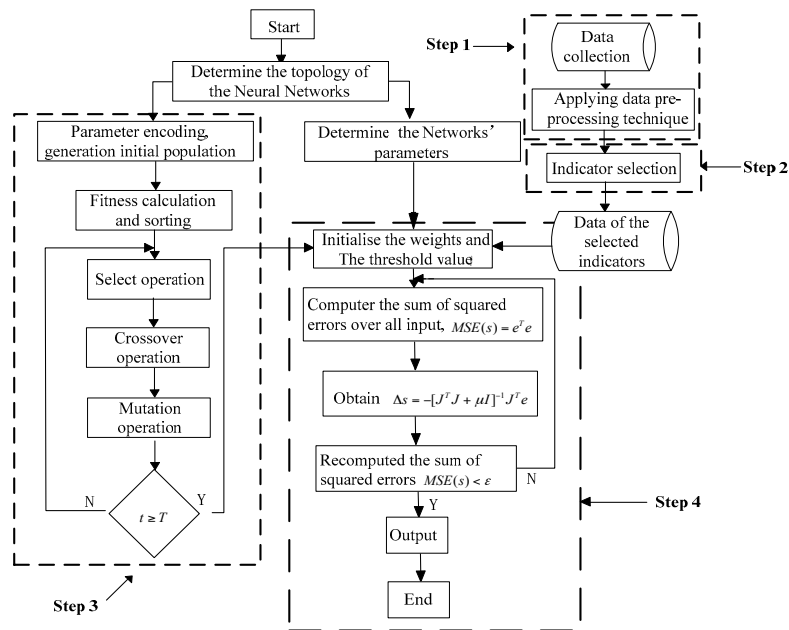 Start
Determine the topology of
the Neural Networks
Step 1
Data
collection
Applying data pre-
processing technique
Indicator selection
Step 2
Data of the
selected
indicators
Parameter encoding,
generation initial population
Fitness calculation
and sorting
Select operation
Crossover
operation
Mutation
operation
N
Y
t ≥ T
Step 3
Determine the Networks'
parameters
Initialise the weights and
The threshold value
Computer the sum of squared
errors over all input, MSE(s) = eᵀe
Obtain Δs = −[JᵀJ + μI]⁻¹Jᵀe
Recomputed the sum of
squared errors MSE(s) < ε
N
Y
Output
End
Step 4